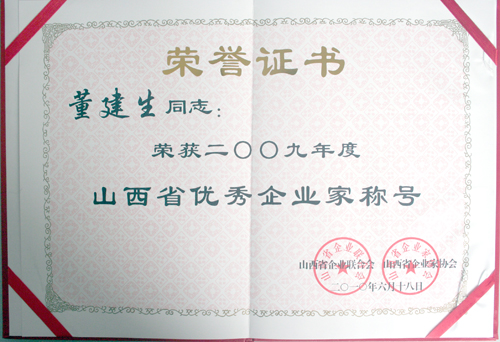 荣誉证书
董建生同志：
荣获二〇〇九年度
山西省优秀企业家称号
山西省企业联合会 山西省企业家协会
二〇一〇年六月十八日